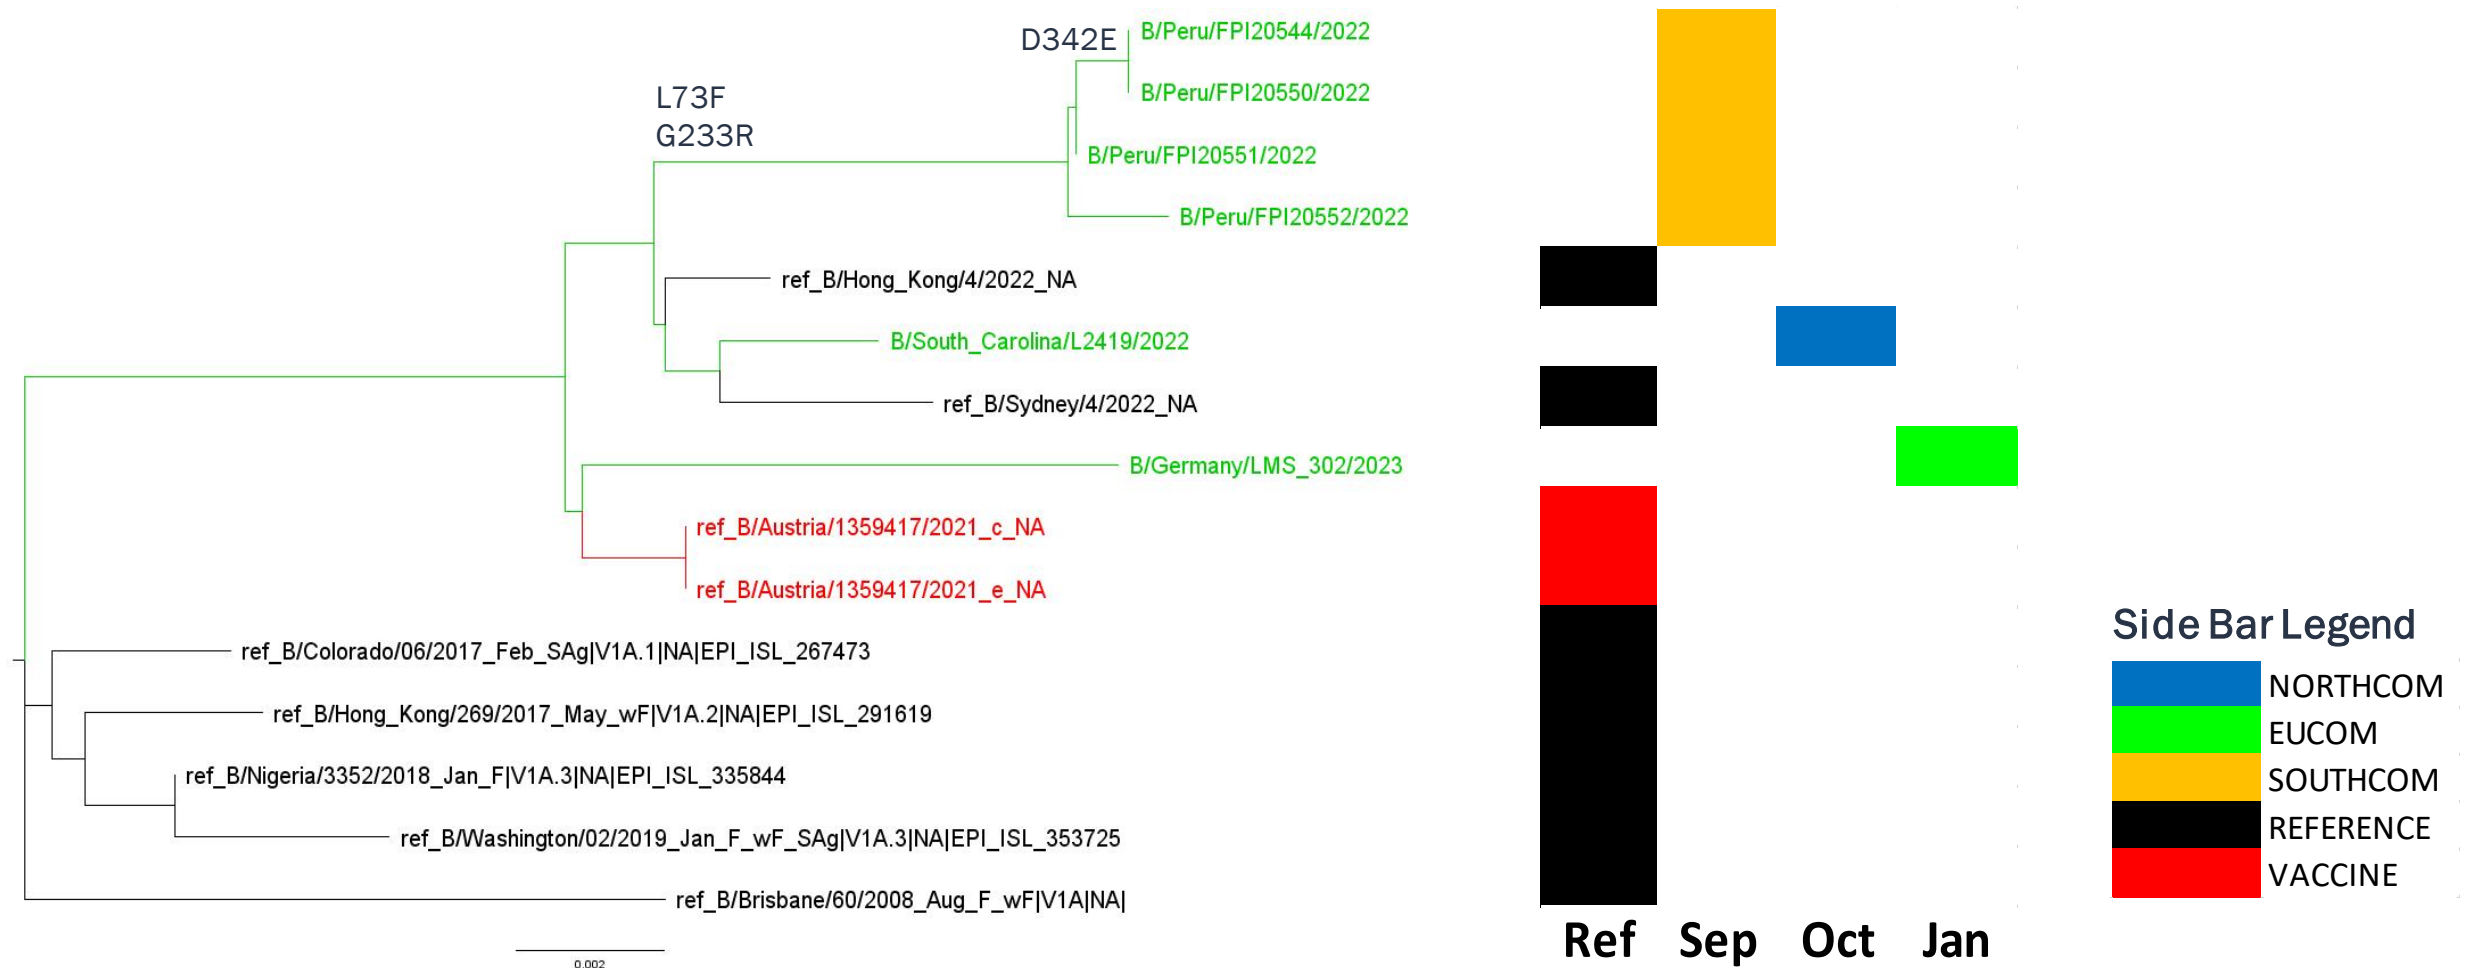 B/Peru/FPI20544/2022
D342E
B/Peru/FPI20550/2022
L73F
G233R
B/Peru/FPI20551/2022
B/Peru/FPI20552/2022
ref_B/Hong_Kong/4/2022_NA
B/South_Carolina/L2419/2022
ref_B/Sydney/4/2022_NA
B/Germany/LMS_302/2023
ref_B/Austria/1359417/2021_c_NA
ref_B/Austria/1359417/2021_e_NA
ref_B/Colorado/06/2017_Feb_SAg|V1A.1|NA|EPI_ISL_267473
ref_B/Hong_Kong/269/2017_May_wF|V1A.2|NA|EPI_ISL_291619
ref_B/Nigeria/3352/2018_Jan_F|V1A.3|NA|EPI_ISL_335844
ref_B/Washington/02/2019_Jan_F_wF_SAg|V1A.3|NA|EPI_ISL_353725
ref_B/Brisbane/60/2008_Aug_F_wF|V1A|NA|
0.002
Ref Sep Oct Jan
Side Bar Legend
NORTHCOM
EUCOM
SOUTHCOM
REFERENCE
VACCINE